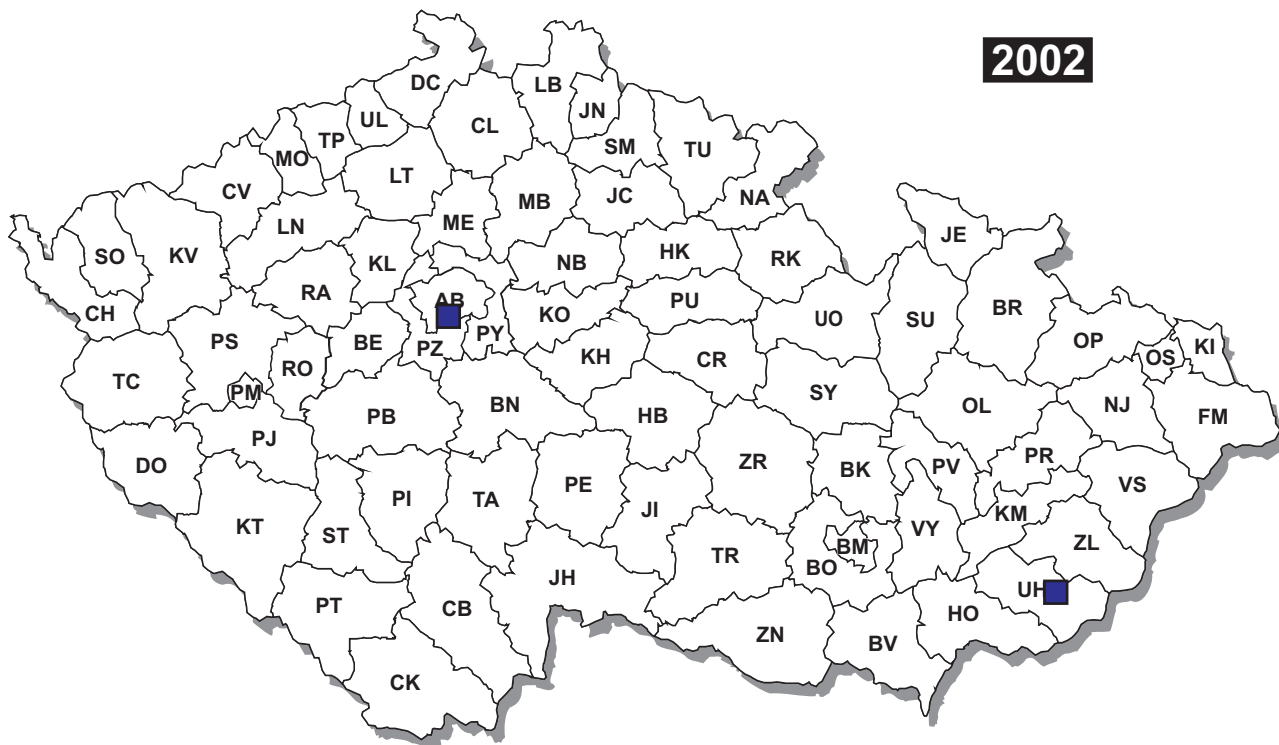 2002
DC
LB
JN
UL
TP
CL
MO
SM
TU
CV
LT
MB
JC
NA
LN
ME
SO
KV
KL
NB
HK
RK
JE
RA
AB
KO
PU
UO
SU
BR
CH
PS
BE
PZ
PY
KH
CR
OP
OS
KI
TC
RO
PM
PB
BN
HB
SY
OL
NJ
FM
DO
PJ
ZR
BK
PV
PR
VS
KT
ST
PI
TA
PE
JI
TR
BO
BM
VY
KM
ZL
PT
CB
JH
ZN
BV
HO
UH
CK